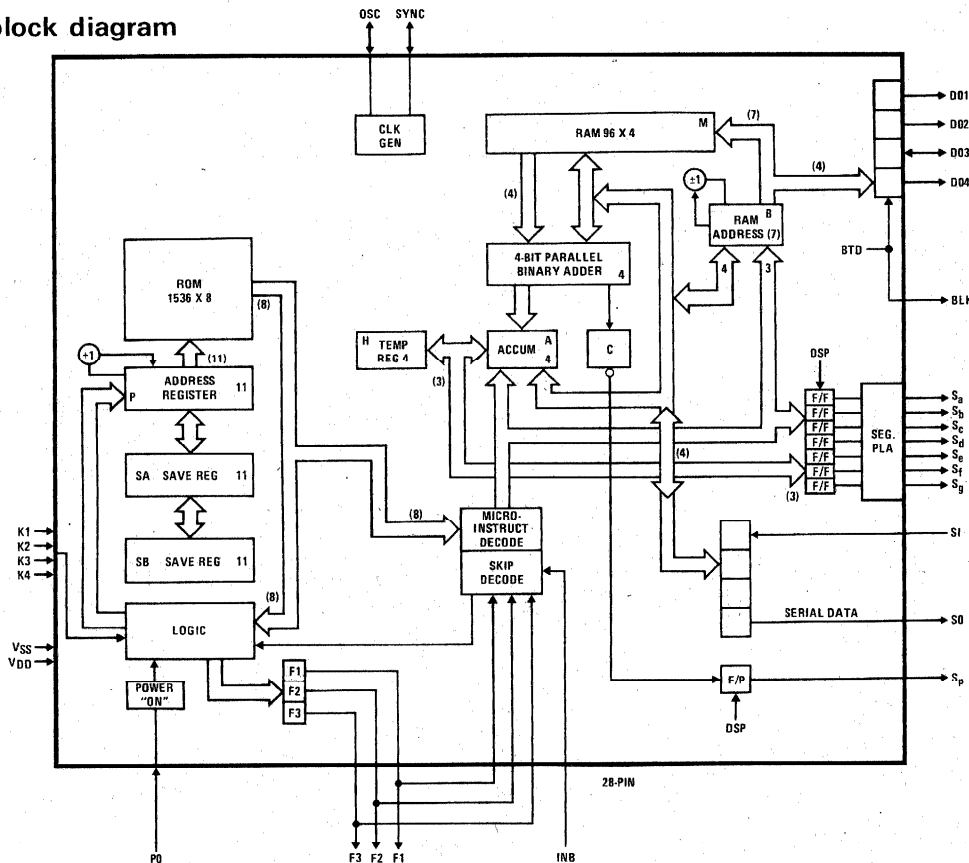 block diagram
OSC SYNC
CLK
GEN
RAM 96 X 4 M
(7)
(4)
DO1
DO2
DO3
DO4
±1
B
RAM
ADDRESS (7)
4
3
BTD
BLK
(4)
4-BIT PARALLEL
BINARY ADDER 4
ROM
1536 X 8
(8)
(11)
+1
ADDRESS
REGISTER 11
P
SA SAVE REG 11
SB SAVE REG 11
H TEMP
REG 4
(3)
A
ACCUM
4
C
DSP
F/F
F/F
F/F
F/F
F/F
F/F
F/F
SEG.
PLA
Sa
Sb
Sc
Sd
Se
Sf
Sg
(4)
(3)
(8)
MICRO-
INSTRUCT
DECODE
SKIP
DECODE
K1
K2
K3
K4
SI
SERIAL DATA
SO
(8)
LOGIC
VSS
VDD
POWER
"ON"
F1
F2
F3
F/P
Sp
DSP
28-PIN
PO
F3 F2 F1
INB